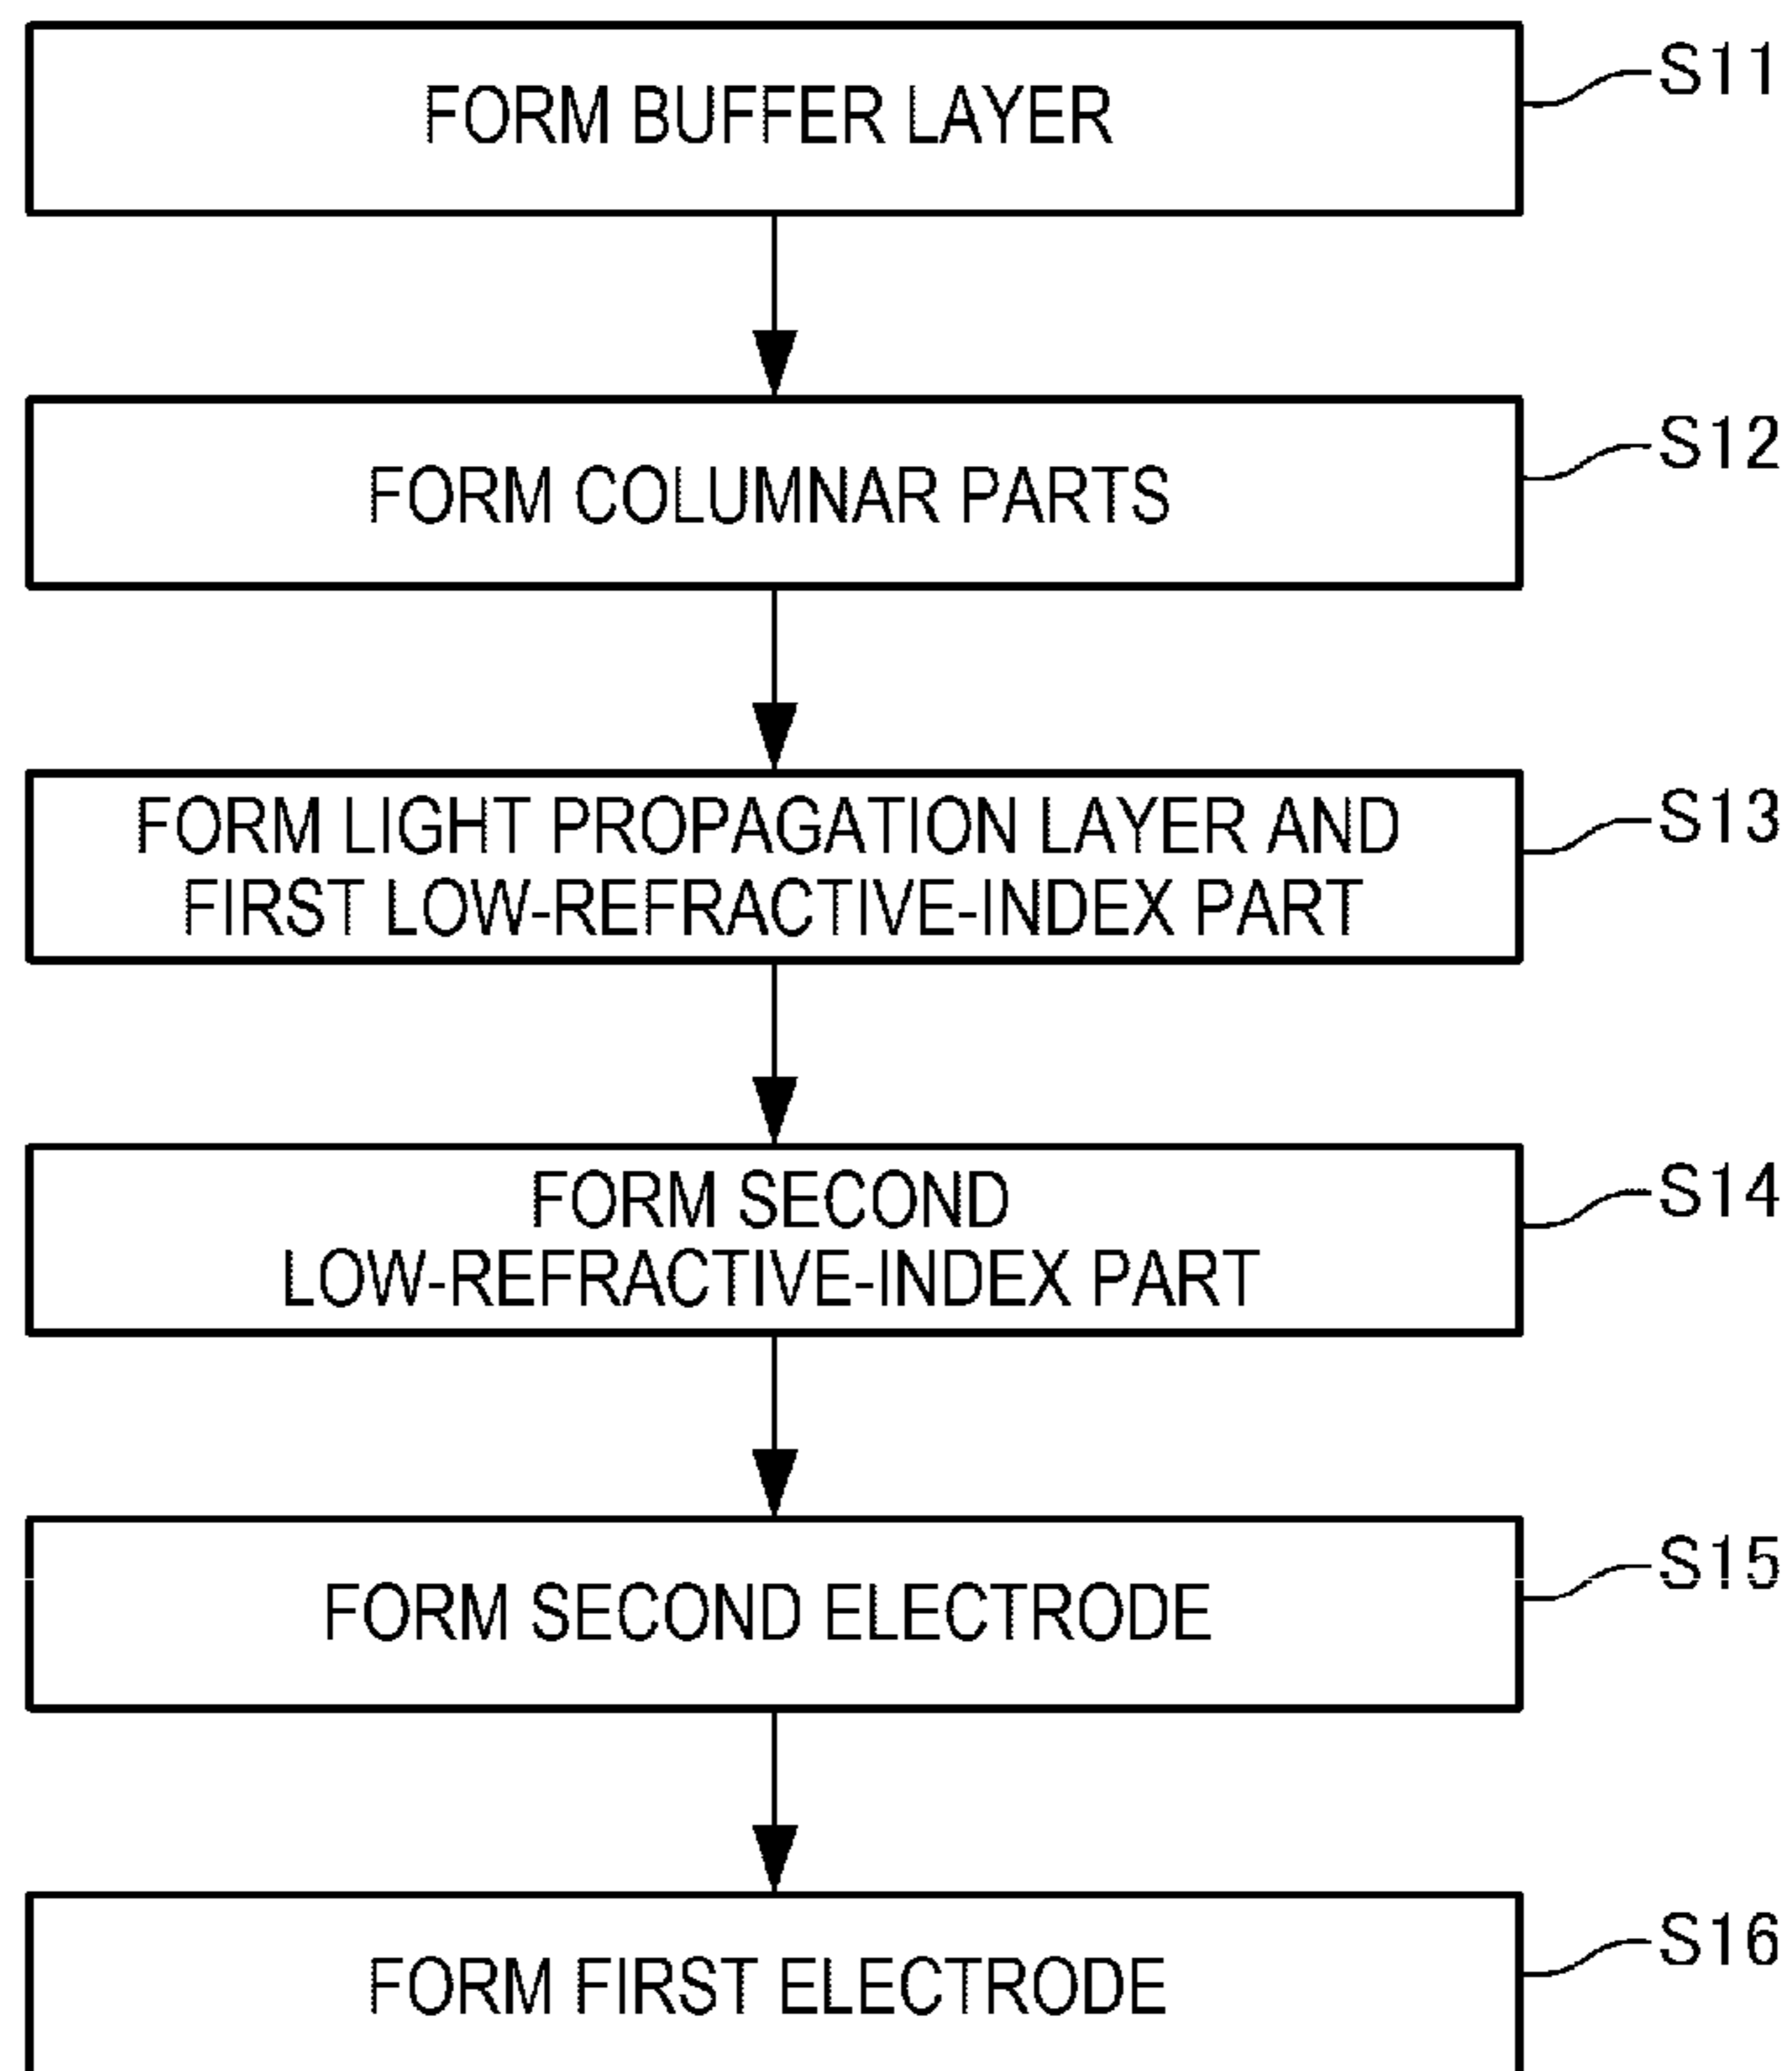 FORM BUFFER LAYER
S11
FORM COLUMNAR PARTS
S12
FORM LIGHT PROPAGATION LAYER AND
FIRST LOW-REFRACTIVE-INDEX PART
S13
FORM SECOND
LOW-REFRACTIVE-INDEX PART
S14
FORM SECOND ELECTRODE
S15
FORM FIRST ELECTRODE
S16